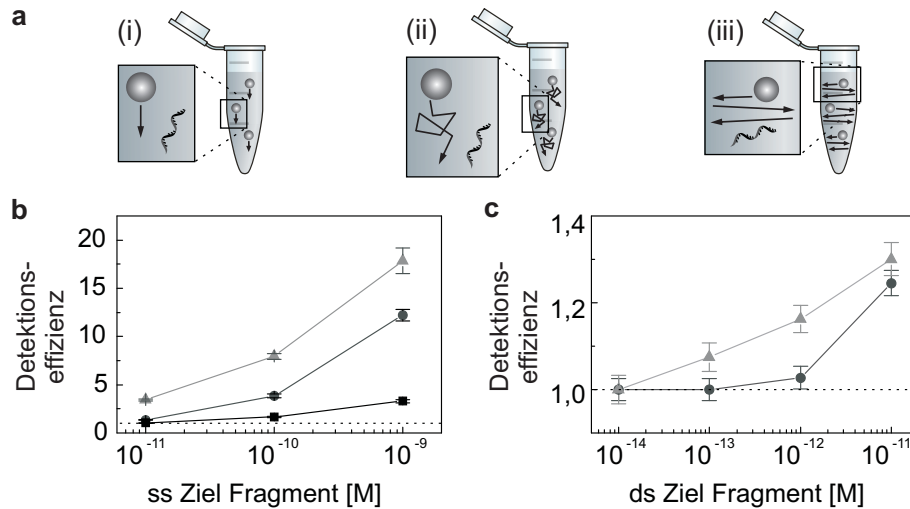 a
(i)
(ii)
(iii)
b
20
15
10
5
0
Detektions-
effizienz
10⁻¹¹
10⁻¹⁰
10⁻⁹
ss Ziel Fragment [M]
c
1,4
1,2
1,0
Detektions-
effizienz
10⁻¹⁴
10⁻¹³
10⁻¹²
10⁻¹¹
ds Ziel Fragment [M]